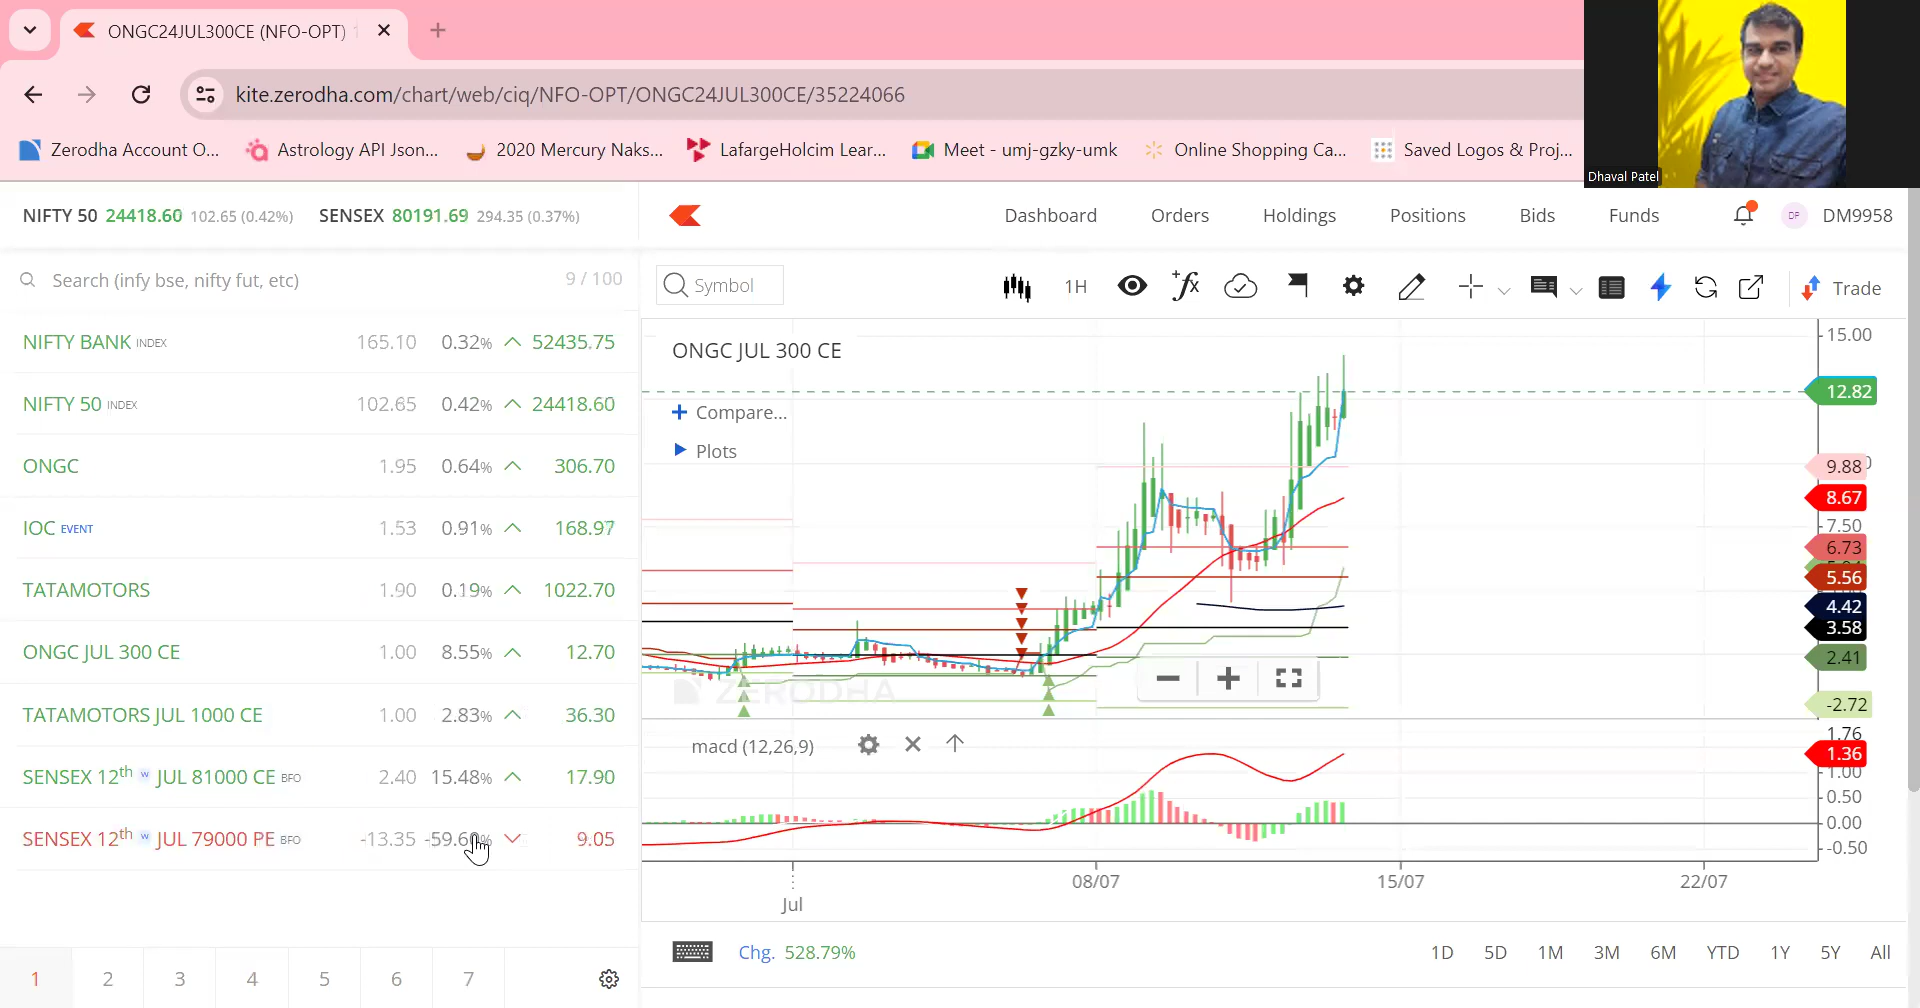 ONGC24JUL300CE (NFO-OPT)
kite.zerodha.com/chart/web/ciq/NFO-OPT/ONGC24JUL300CE/35224066
Zerodha Account O... Astrology API Json... 2020 Mercury Naks... LafargeHolcim Lear... Meet - umj-gzky-umk Online Shopping Ca... Saved Logos & Proj...
Dhaval Patel
NIFTY 50 24418.60 102.65 (0.42%) SENSEX 80191.69 294.35 (0.37%)
Dashboard Orders Holdings Positions Bids Funds DP DM9958
Search (infy bse, nifty fut, etc) 9 / 100
Symbol 1H Trade
NIFTY BANK INDEX 165.10 0.32% 52435.75
NIFTY 50 INDEX 102.65 0.42% 24418.60
ONGC 1.95 0.64% 306.70
IOC EVENT 1.53 0.91% 168.97
TATAMOTORS 1.90 0.19% 1022.70
ONGC JUL 300 CE 1.00 8.55% 12.70
TATAMOTORS JUL 1000 CE 1.00 2.83% 36.30
SENSEX 12th W JUL 81000 CE BFO 2.40 15.48% 17.90
SENSEX 12th W JUL 79000 PE BFO -13.35 9.05
1 2 3 4 5 6 7
ONGC JUL 300 CE
Compare...
Plots
ZERODHA
15.00
12.82
9.88
8.67
7.50
6.73
5.56
4.42
3.58
2.41
-2.72
macd (12,26,9)
1.76
1.36
1.00
0.50
0.00
-0.50
08/07 15/07 22/07
Jul
Chg. 528.79%
1D 5D 1M 3M 6M YTD 1Y 5Y All